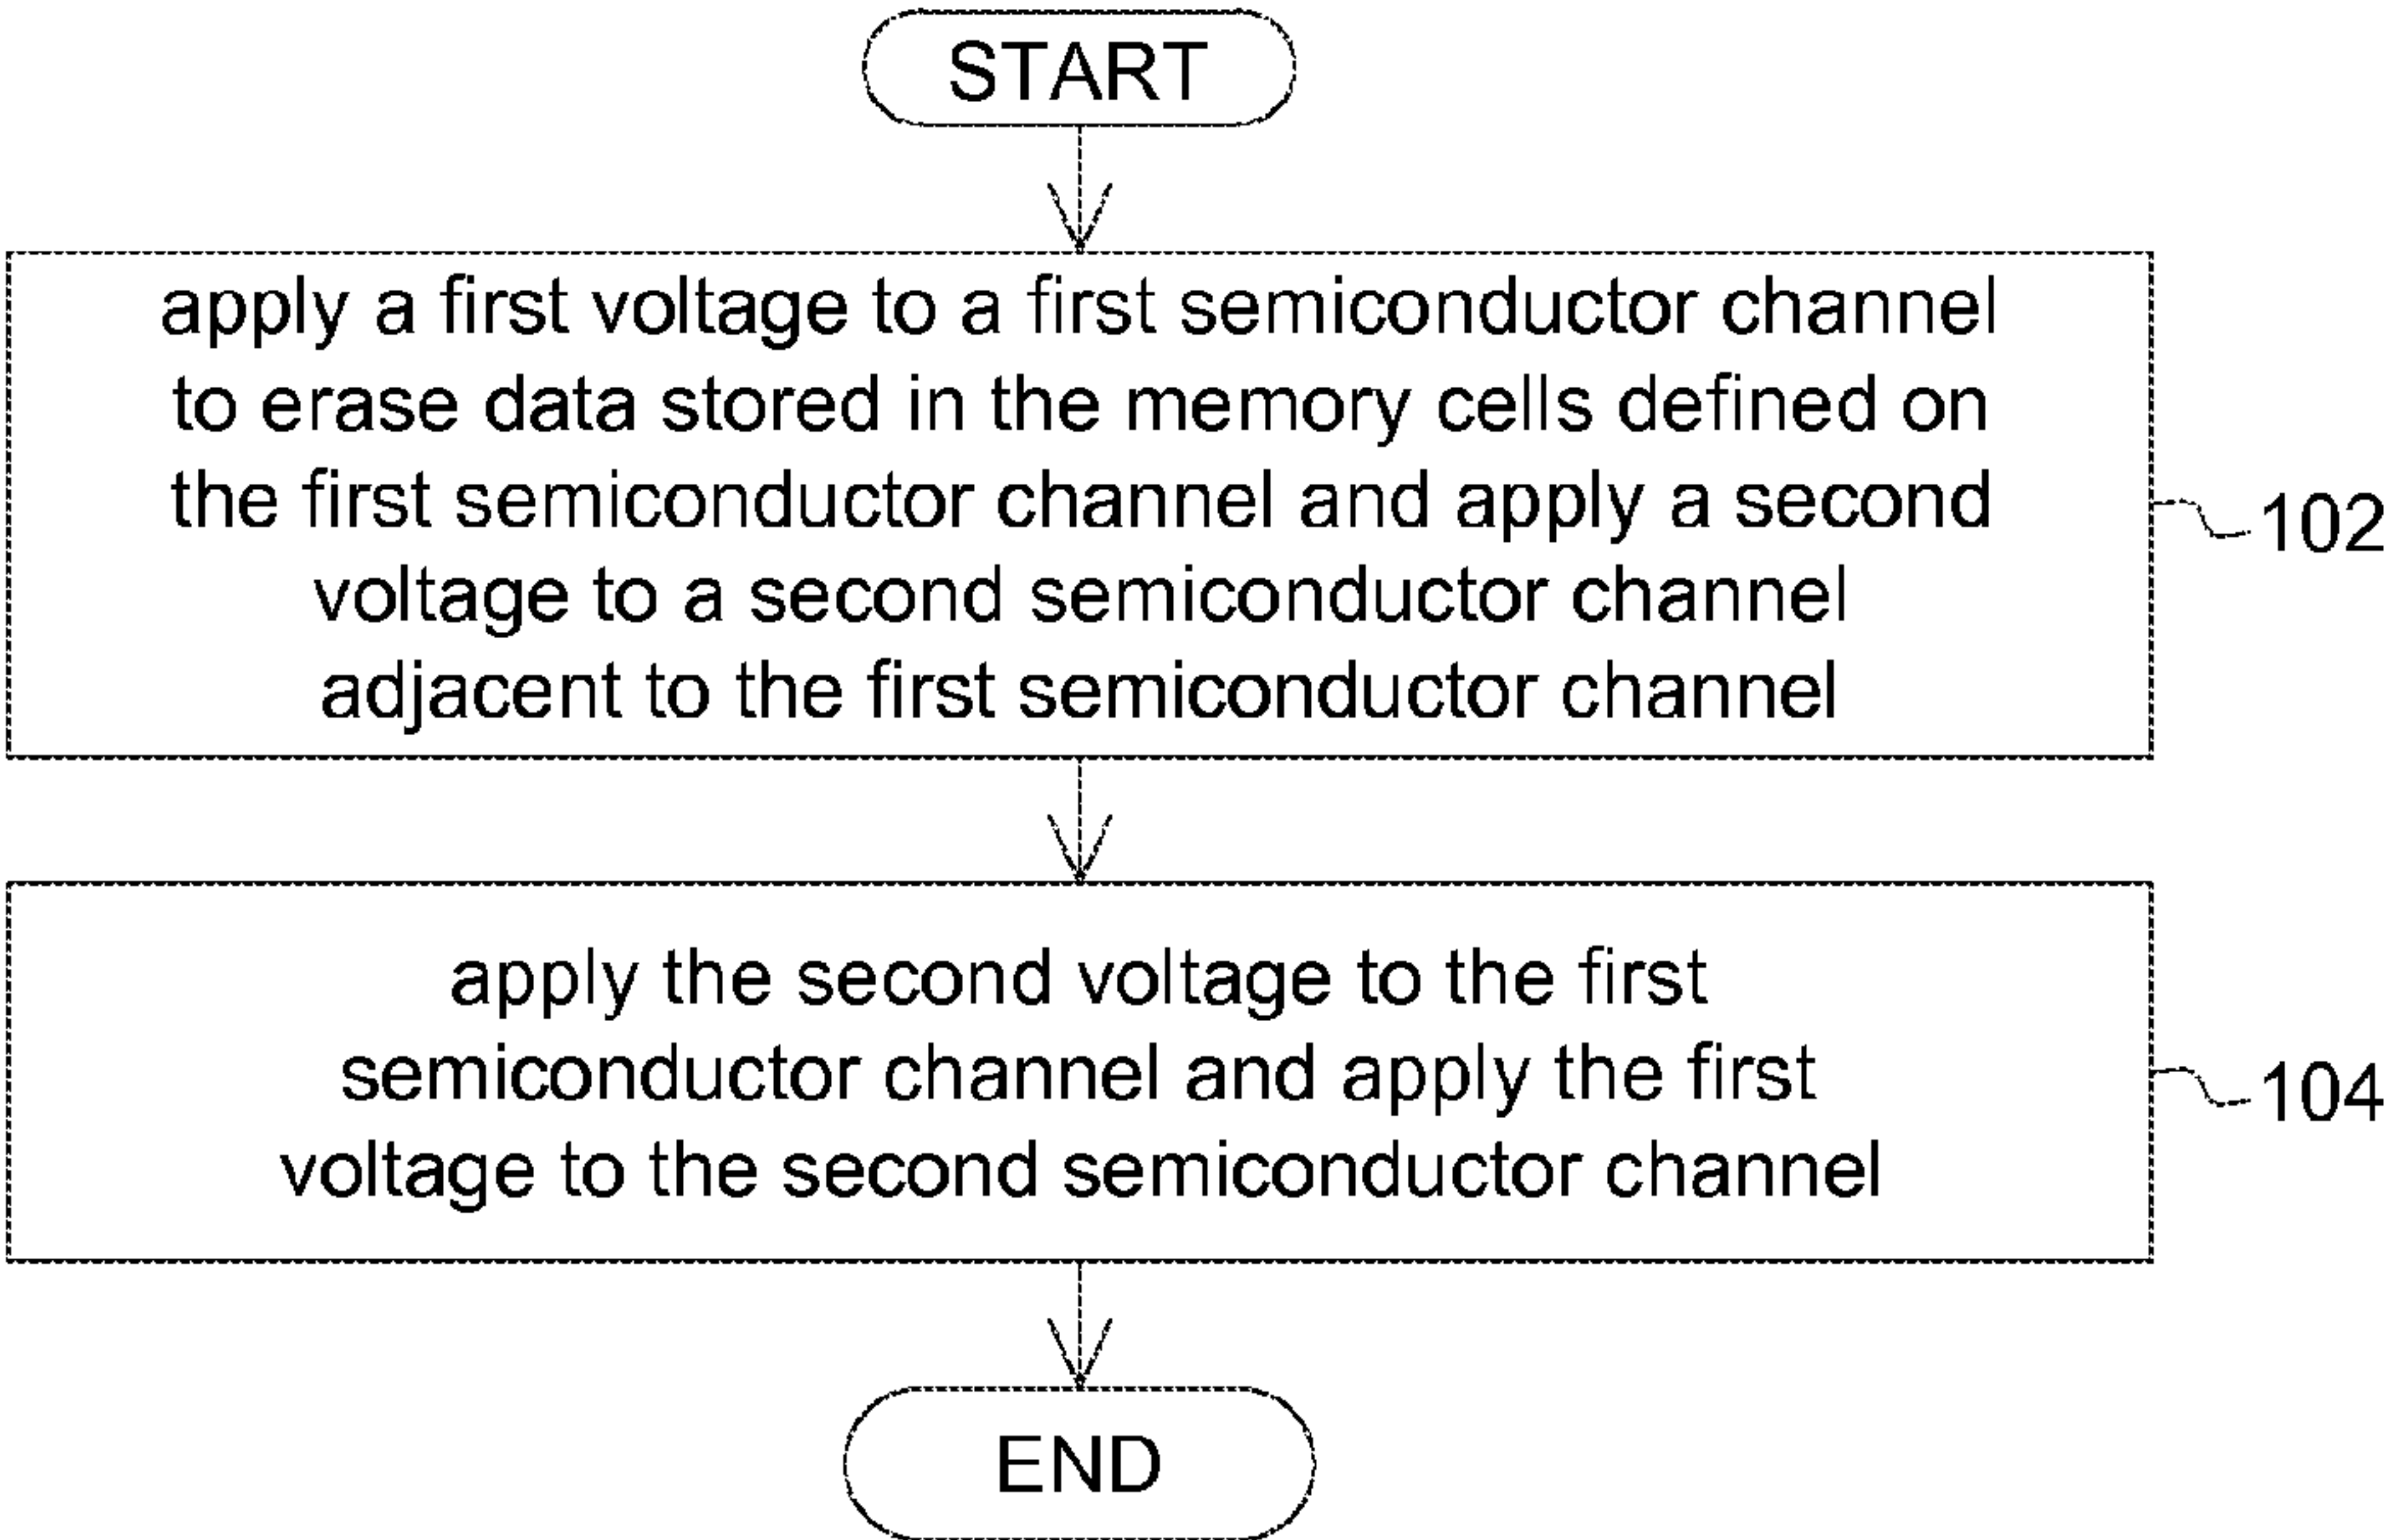 START
apply a first voltage to a first semiconductor channel
to erase data stored in the memory cells defined on
the first semiconductor channel and apply a second
voltage to a second semiconductor channel
adjacent to the first semiconductor channel
102
apply the second voltage to the first
semiconductor channel and apply the first
voltage to the second semiconductor channel
104
END